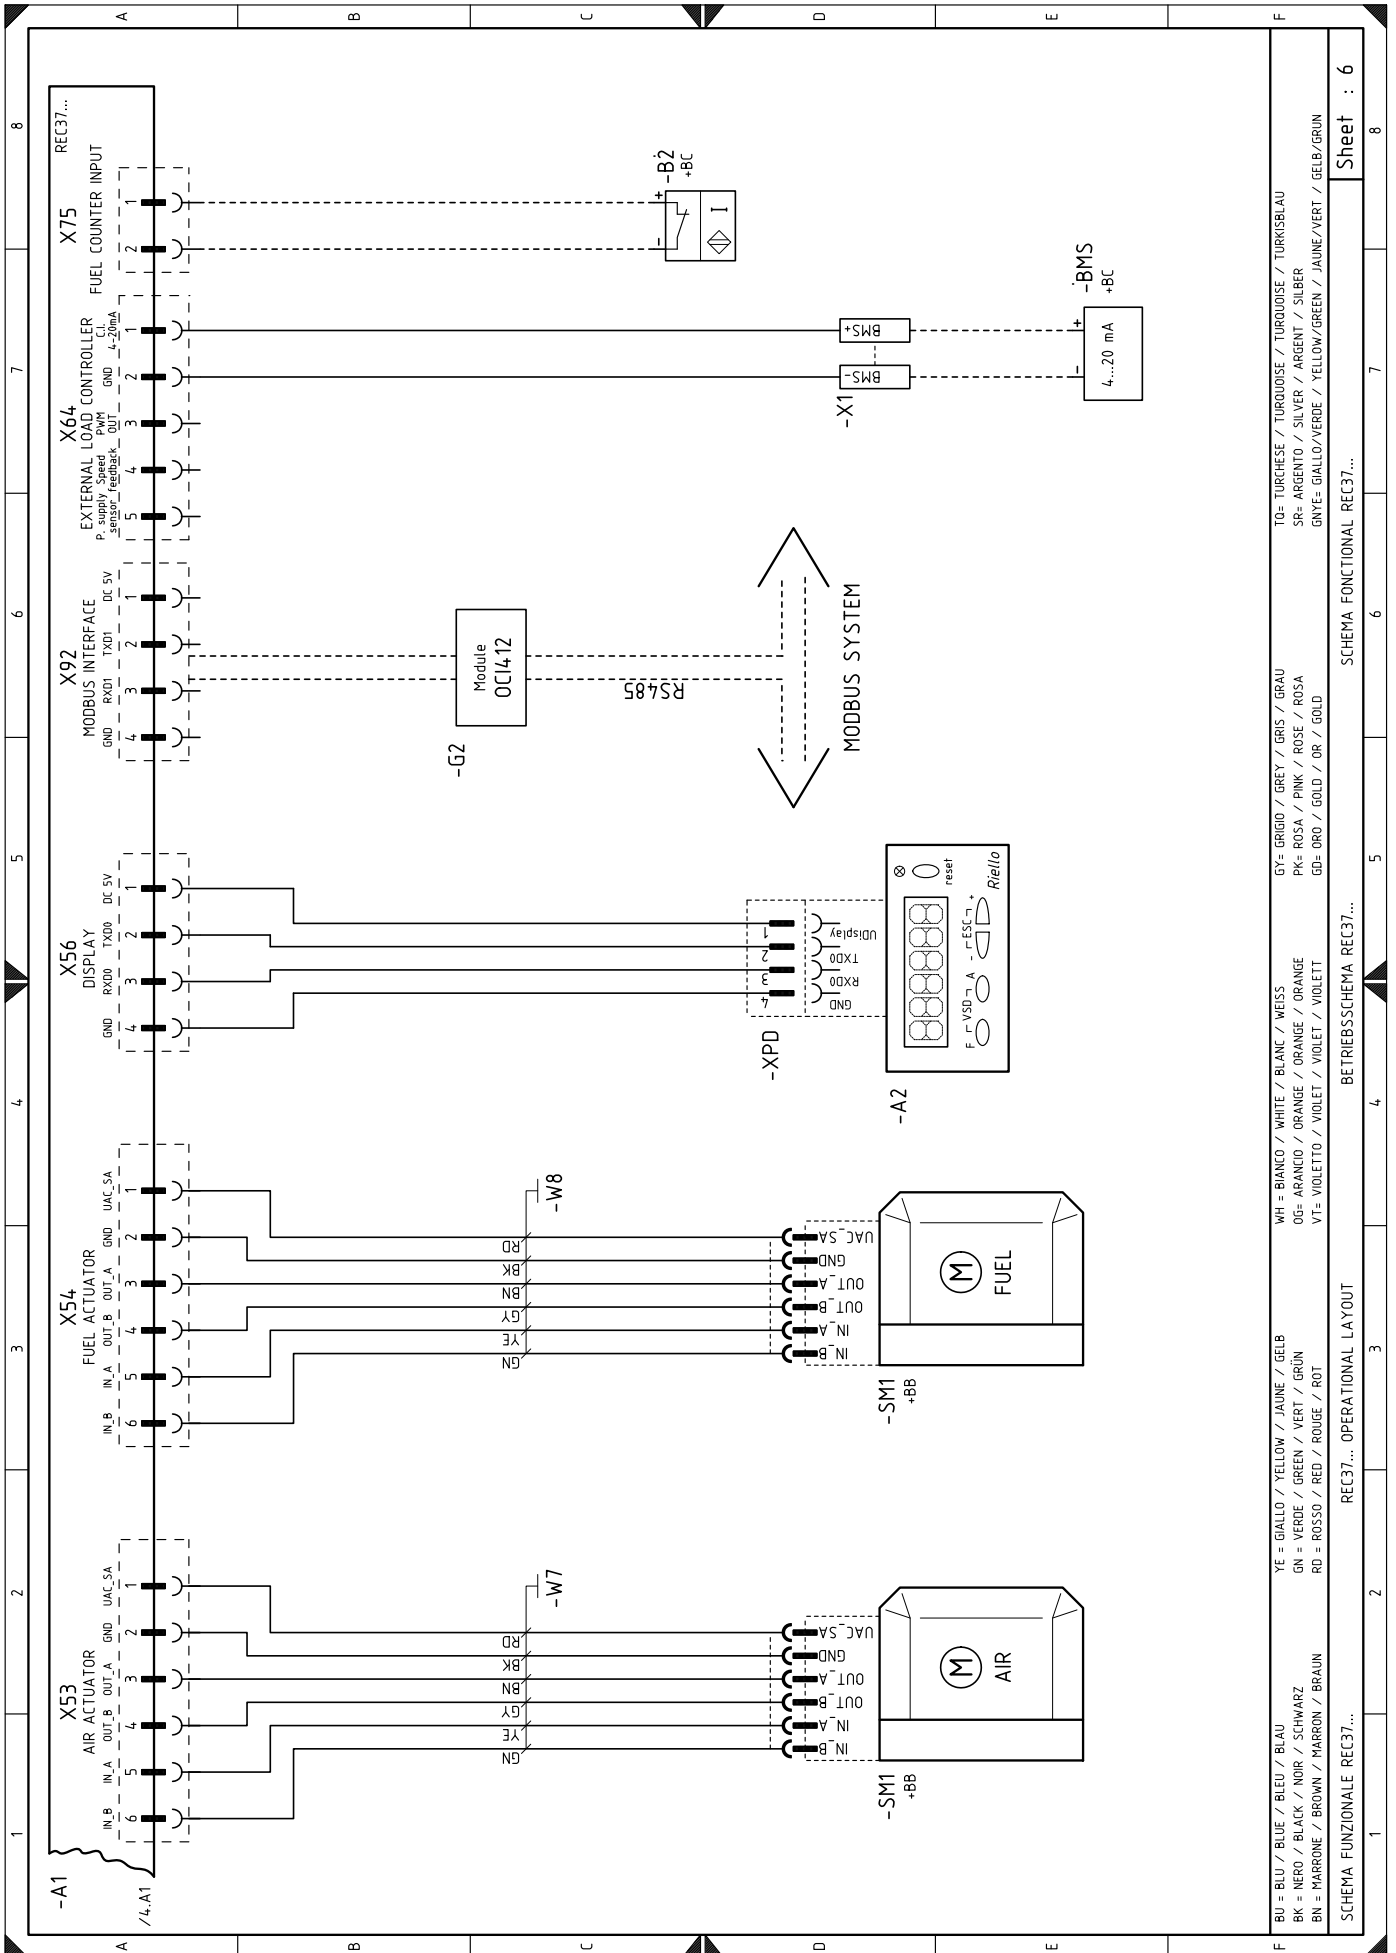 1 2 3 4 5 6 7 8
A
B
C
D
E
F
-A1
/4.A1
REC37...
X53
AIR ACTUATOR
IN_B IN_A OUT_B OUT_A GND UAC_SA
6 5 4 3 2 1
X54
FUEL ACTUATOR
IN_B IN_A OUT_B OUT_A GND UAC_SA
6 5 4 3 2 1
X56
DISPLAY
GND RXD0 TXD0 DC 5V
4 3 2 1
X92
MODBUS INTERFACE
GND RXD1 TXD1 DC 5V
4 3 2 1
X64
EXTERNAL LOAD CONTROLLER
P. supply sensor
Speed feedback
PWM OUT
GND
C.I. 4-20mA
5 4 3 2 1
X75
FUEL COUNTER INPUT
2 1
GN YE GY BN BK RD
-W7
GN YE GY BN BK RD
-W8
IN_B IN_A OUT_B OUT_A GND UAC_SA
-SM1
+BB
M
AIR
IN_B IN_A OUT_B OUT_A GND UAC_SA
-SM1
+BB
M
FUEL
-XPD
4 3 2 1
GND RXD0 TXD0 UDisplay
-A2
F VSD A - ESC +
reset
Riello
-G2
Module
OCI412
RS485
MODBUS SYSTEM
-X1
BMS- BMS+
- +
4...20 mA
-BMS
+BC
- +
I
-B2
+BC
BU = BLU / BLUE / BLEU / BLAU
BK = NERO / BLACK / NOIR / SCHWARZ
BN = MARRONE / BROWN / MARRON / BRAUN
YE = GIALLO / YELLOW / JAUNE / GELB
GN = VERDE / GREEN / VERT / GRÜN
RD = ROSSO / RED / ROUGE / ROT
WH = BIANCO / WHITE / BLANC / WEISS
OG= ARANCIO / ORANGE / ORANGE / ORANGE
VT= VIOLETTO / VIOLET / VIOLET / VIOLETT
GY= GRIGIO / GREY / GRIS / GRAU
PK= ROSA / PINK / ROSE / ROSA
GD= ORO / GOLD / OR / GOLD
TQ= TURCHESE / TURQUOISE / TURQUOISE / TURKISBLAU
SR= ARGENTO / SILVER / ARGENT / SILBER
GNYE= GIALLO/VERDE / YELLOW/GREEN / JAUNE/VERT / GELB/GRUN
SCHEMA FUNZIONALE REC37...
REC37... OPERATIONAL LAYOUT
BETRIEBSSCHEMA REC37...
SCHEMA FONCTIONAL REC37...
Sheet : 6
1 2 3 4 5 6 7 8
A
B
C
D
E
F